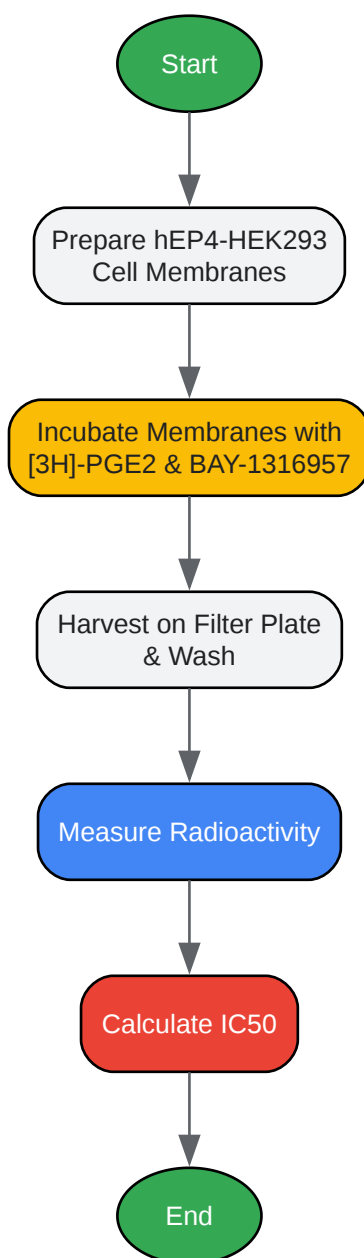 Start
Prepare hEP4-HEK293
Cell Membranes
Incubate Membranes with
[3H]-PGE2 & BAY-1316957
Harvest on Filter Plate
& Wash
Measure Radioactivity
Calculate IC50
End